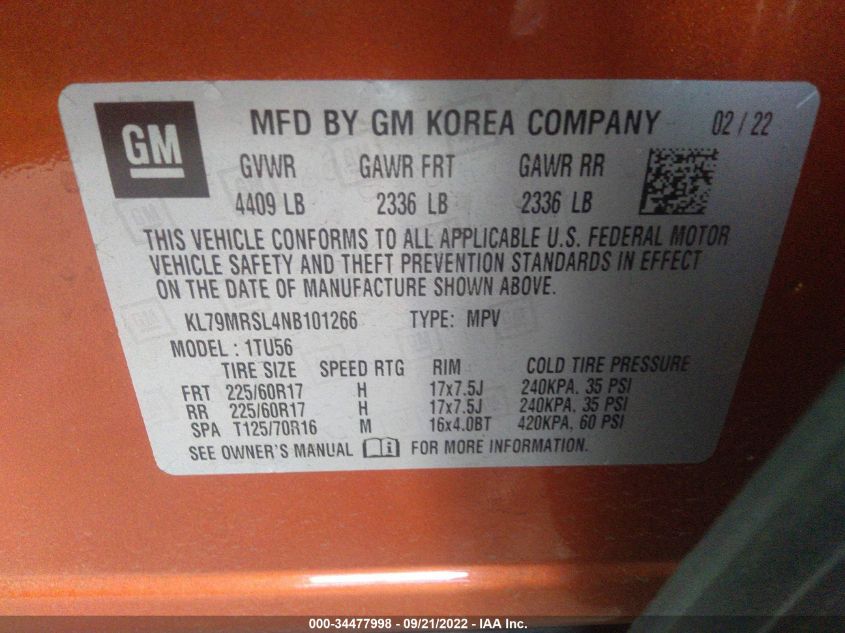 GM MFD BY GM KOREA COMPANY 02 / 22
GVWR GAWR FRT GAWR RR
4409 LB 2336 LB 2336 LB
THIS VEHICLE CONFORMS TO ALL APPLICABLE U.S. FEDERAL MOTOR
VEHICLE SAFETY AND THEFT PREVENTION STANDARDS IN EFFECT
ON THE DATE OF MANUFACTURE SHOWN ABOVE.
KL79MRSL4NB101266 TYPE: MPV
MODEL : 1TU56
TIRE SIZE SPEED RTG RIM COLD TIRE PRESSURE
FRT 225/60R17 H 17x7.5J 240KPA, 35 PSI
RR 225/60R17 H 17x7.5J 240KPA, 35 PSI
SPA T125/70R16 M 16x4.0BT 420KPA, 60 PSI
SEE OWNER'S MANUAL FOR MORE INFORMATION.
000-34477998 - 09/21/2022 - IAA Inc.